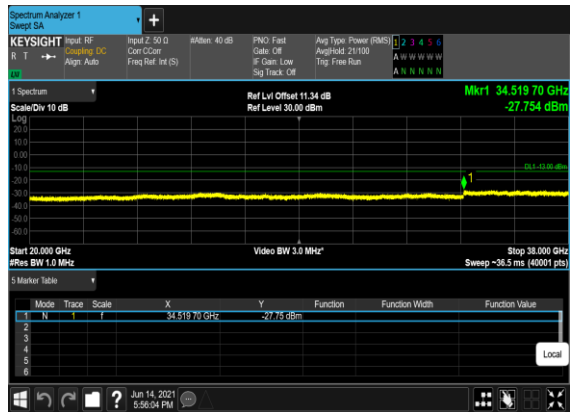 Spectrum Analyzer 1
Swept SA
+
KEYSIGHT Input: RF Input Z: 50 Ω #Atten: 40 dB PNO: Fast Avg Type: Power (RMS) 1 2 3 4 5 6
R T Coupling: DC Corr CCorr Gate: Off Avg|Hold: 21/100 A W W W W W
Align: Auto Freq Ref: Int (S) IF Gain: Low Trig: Free Run A N N N N N
Sig Track: Off
1 Spectrum Ref Lvl Offset 11.34 dB Mkr1 34.519 70 GHz
Scale/Div 10 dB Ref Level 30.00 dBm -27.754 dBm
Log
20.0
10.0
0.00
-10.0 DL1 -13.00 dBm
-20.0 1
-30.0
-40.0
-50.0
-60.0
Start 20.000 GHz Video BW 3.0 MHz* Stop 38.000 GHz
#Res BW 1.0 MHz Sweep ~36.5 ms (40001 pts)
5 Marker Table
Mode Trace Scale X Y Function Function Width Function Value
1 N 1 f 34.519 70 GHz -27.75 dBm
2
3
4
5
6
Local
? Jun 14, 2021
5:56:04 PM